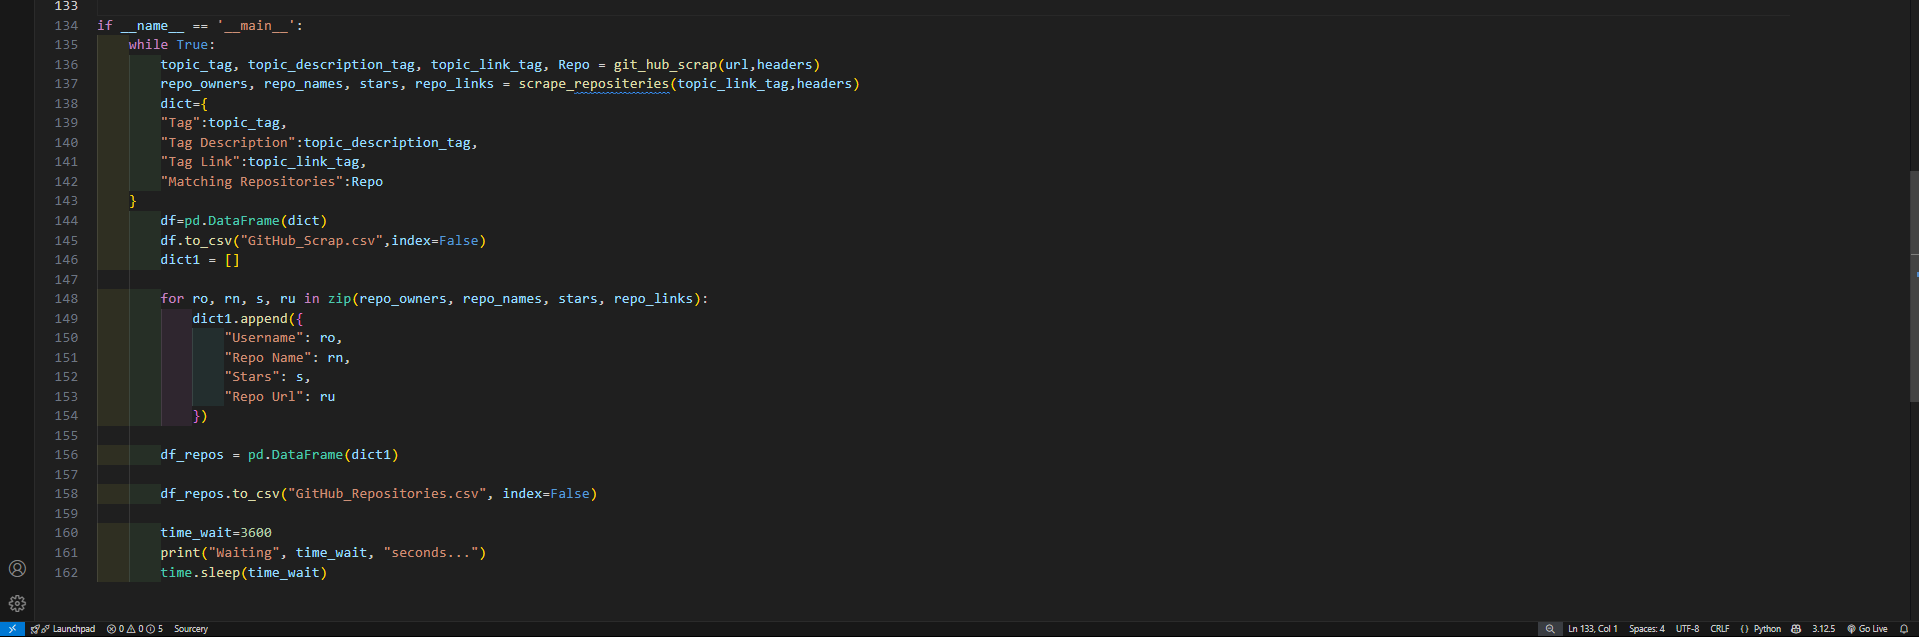 133
134 if __name__ == '__main__':
135     while True:
136         topic_tag, topic_description_tag, topic_link_tag, Repo = git_hub_scrap(url,headers)
137         repo_owners, repo_names, stars, repo_links = scrape_repositeries(topic_link_tag,headers)
138         dict={
139         "Tag":topic_tag,
140         "Tag Description":topic_description_tag,
141         "Tag Link":topic_link_tag,
142         "Matching Repositories":Repo
143     }
144         df=pd.DataFrame(dict)
145         df.to_csv("GitHub_Scrap.csv",index=False)
146         dict1 = []
147
148         for ro, rn, s, ru in zip(repo_owners, repo_names, stars, repo_links):
149             dict1.append({
150                 "Username": ro,
151                 "Repo Name": rn,
152                 "Stars": s,
153                 "Repo Url": ru
154             })
155
156         df_repos = pd.DataFrame(dict1)
157
158         df_repos.to_csv("GitHub_Repositories.csv", index=False)
159
160         time_wait=3600
161         print("Waiting", time_wait, "seconds...")
162         time.sleep(time_wait)
Launchpad 0 0 5 Sourcery Ln 133, Col 1 Spaces: 4 UTF-8 CRLF {} Python 3.12.5 Go Live